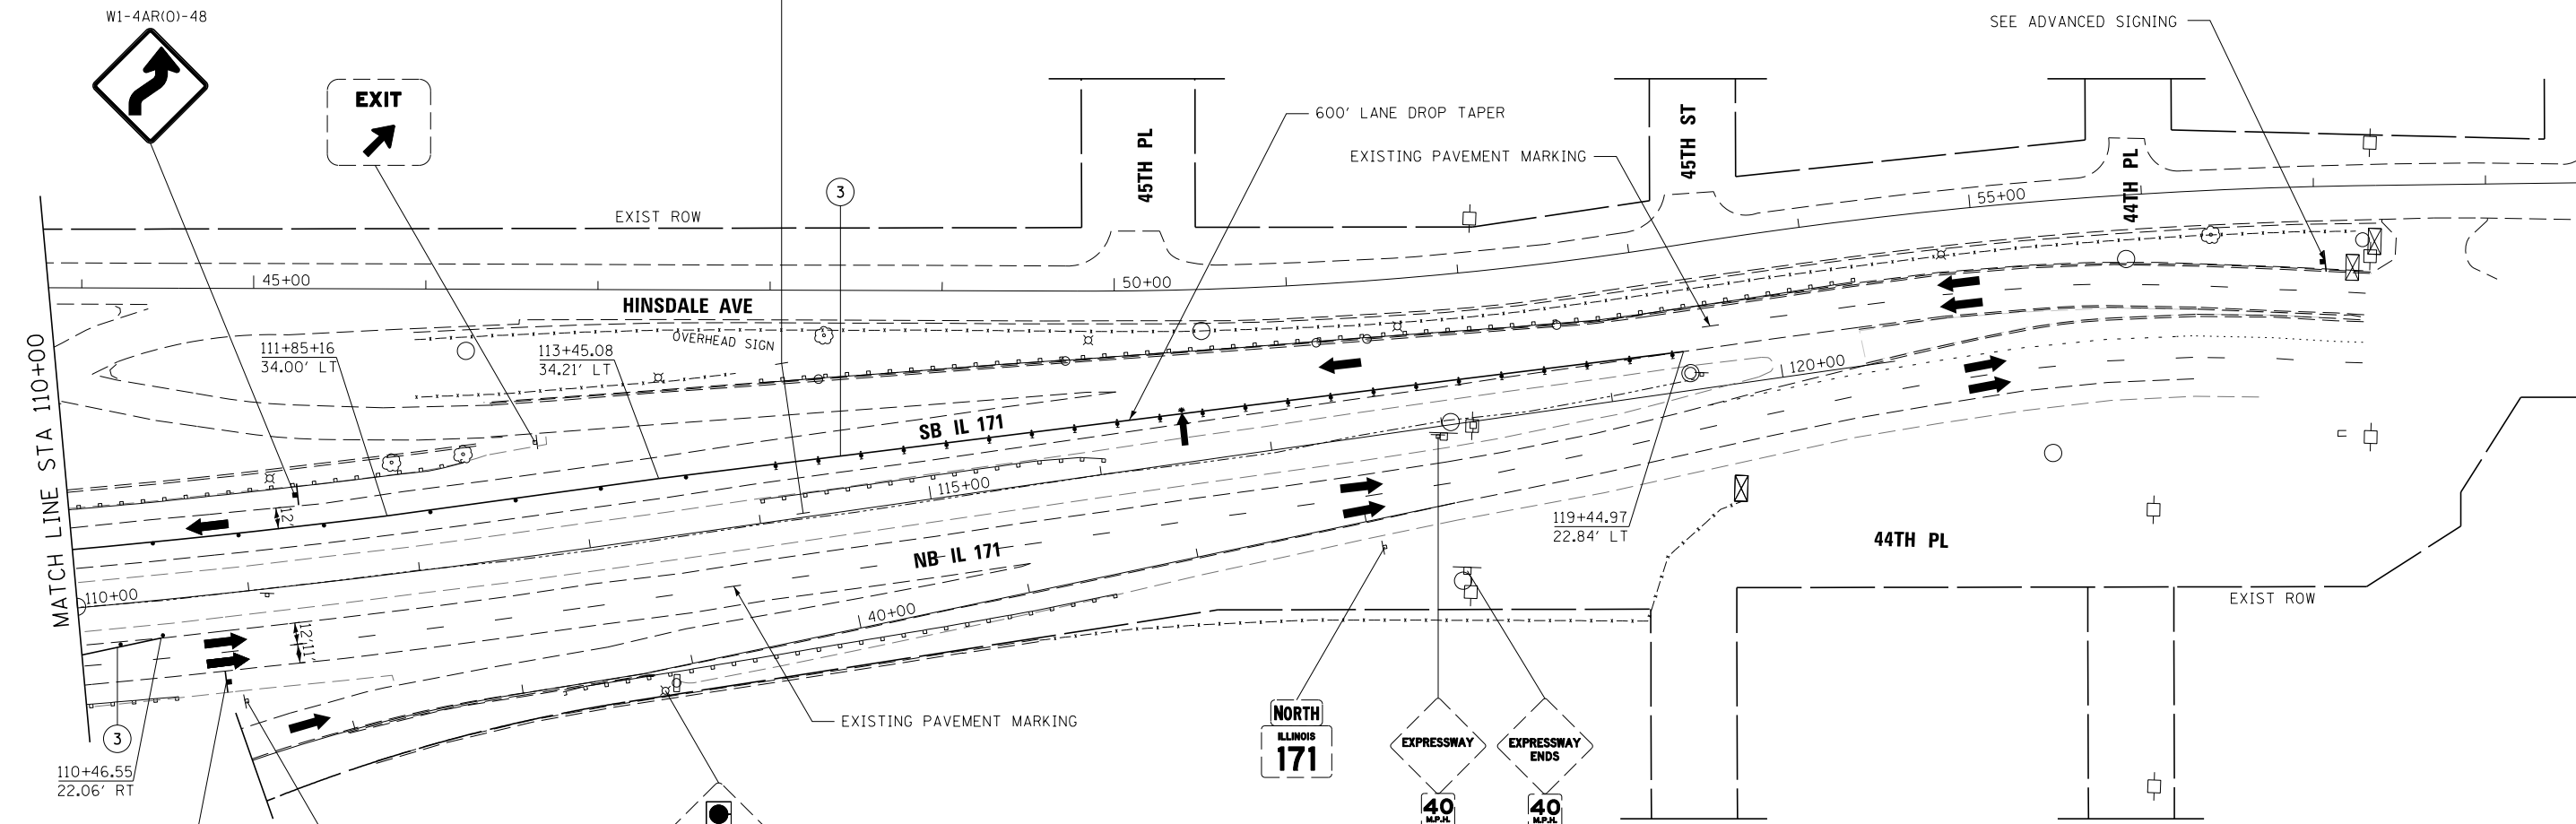 W1-4AR(O)-48
SEE ADVANCED SIGNING
EXIT
600' LANE DROP TAPER
EXISTING PAVEMENT MARKING
45TH PL
45TH ST
44TH PL
3
EXIST ROW
55+00
45+00
50+00
HINSDALE AVE
OVERHEAD SIGN
111+85+16
34.00' LT
113+45.08
34.21' LT
120+00
SB IL 171
115+00
MATCH LINE STA 110+00
12'
119+44.97
22.84' LT
NB IL 171
44TH PL
110+00
EXIST ROW
40+00
12'
11'
3
EXISTING PAVEMENT MARKING
NORTH
ILLINOIS
171
EXPRESSWAY
EXPRESSWAY
ENDS
110+46.55
22.06' RT
40
M.P.H.
40
M.P.H.